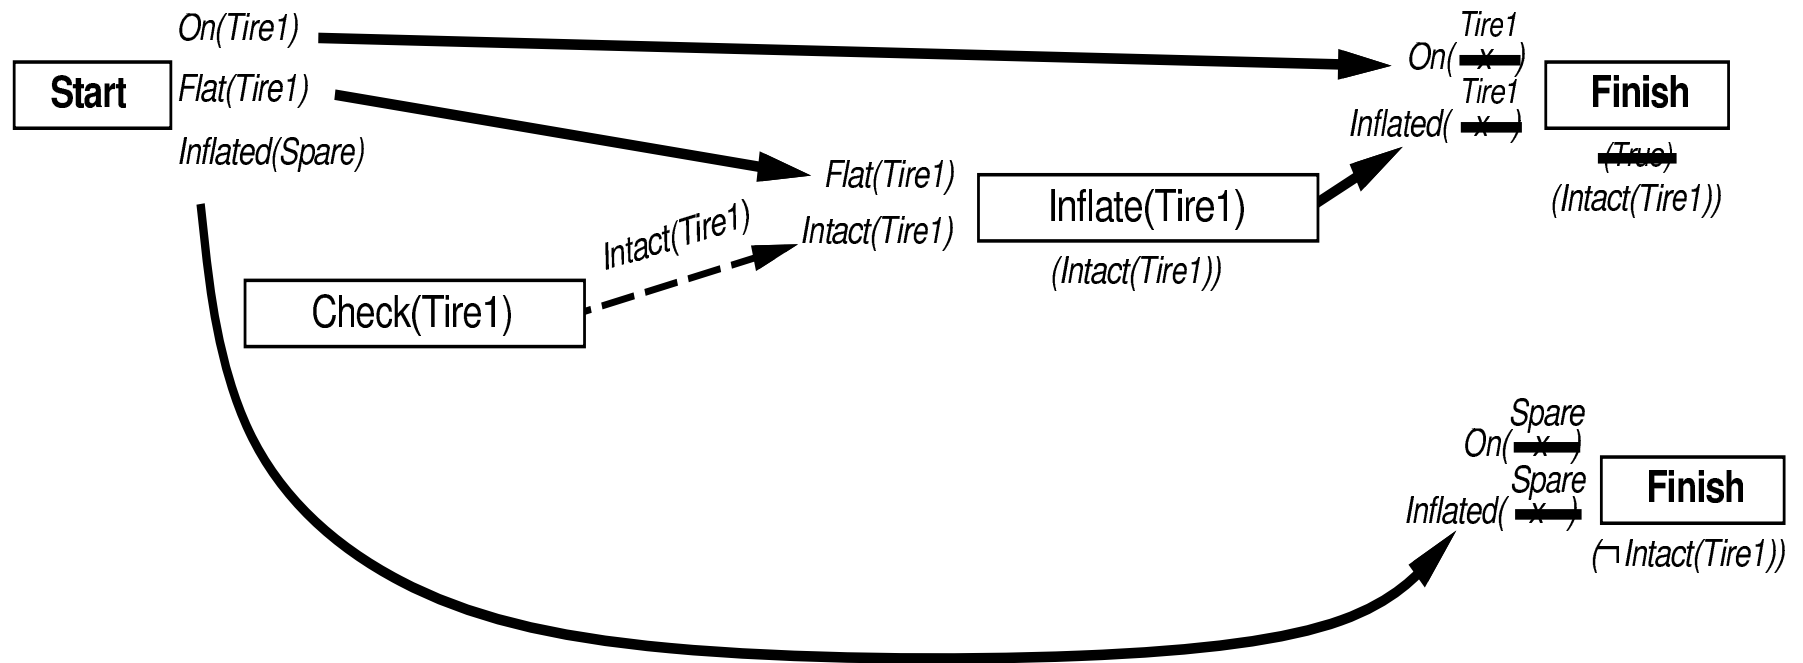 On(Tire1)
Start
Flat(Tire1)
Inflated(Spare)
Tire1
On( x )
Tire1
Inflated( x )
Finish
(True)
(Intact(Tire1))
Flat(Tire1)
Intact(Tire1)
Inflate(Tire1)
(Intact(Tire1))
Intact(Tire1)
Check(Tire1)
Spare
On( x )
Spare
Inflated( x )
Finish
(¬Intact(Tire1))